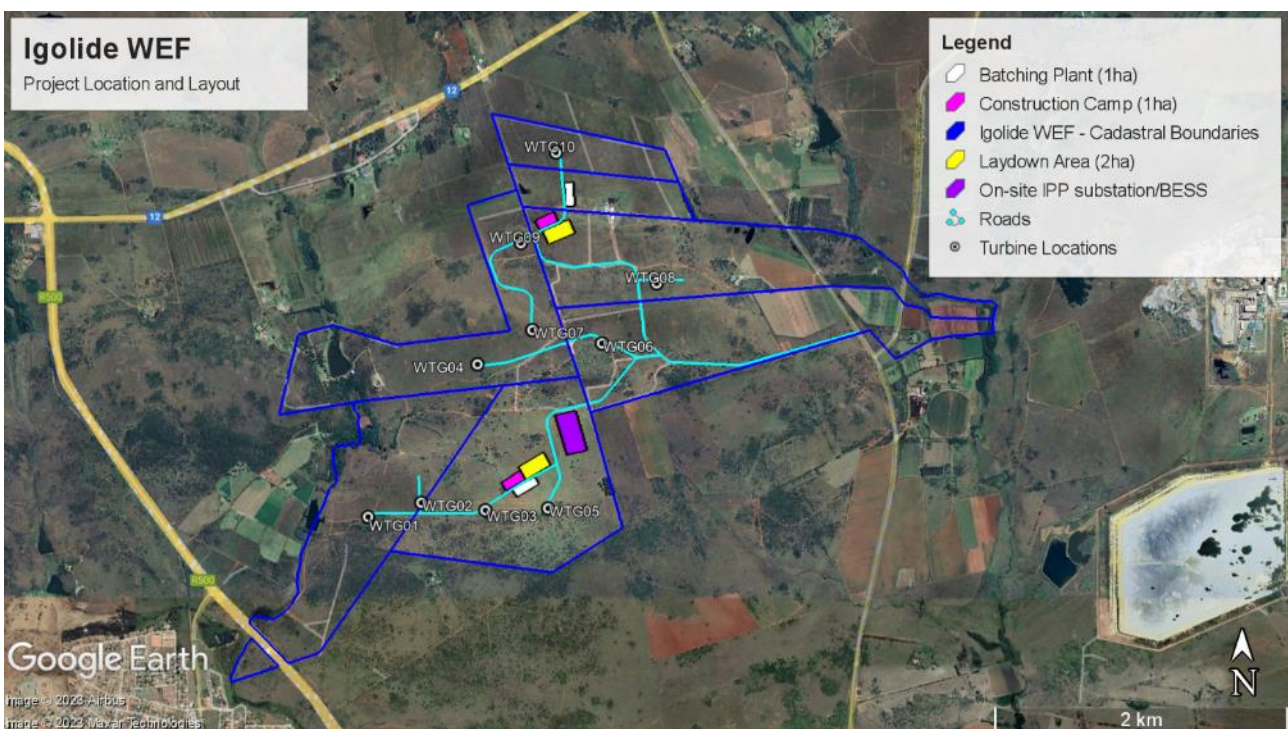 Igolide WEF
Project Location and Layout
Legend
Batching Plant (1ha)
Construction Camp (1ha)
Igolide WEF - Cadastral Boundaries
Laydown Area (2ha)
On-site IPP substation/BESS
Roads
Turbine Locations
12
12
R500
R500
WTG10
WTG09
WTG08
WTG07
WTG06
WTG04
WTG02
WTG01
WTG03
WTG05
Google Earth
Image © 2023 Airbus
Image © 2023 Maxar Technologies
N
2 km